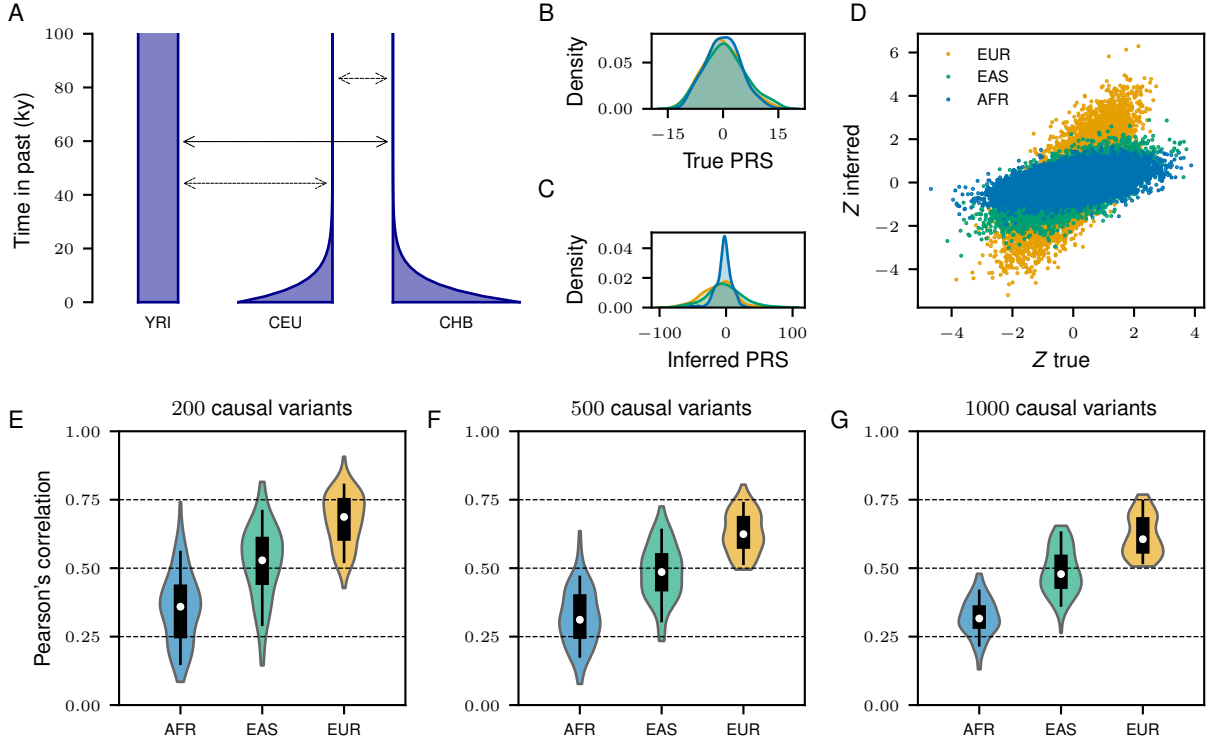 A
Time in past (ky)
100
80
60
40
20
0
YRI
CEU
CHB
B
Density
0.05
0.00
−15
0
15
True PRS
C
Density
0.04
0.02
0.00
−100
0
100
Inferred PRS
D
EUR
EAS
AFR
Z inferred
6
4
2
0
−2
−4
−4
−2
0
2
4
Z true
E
200 causal variants
Pearson's correlation
1.00
0.75
0.50
0.25
0.00
AFR
EAS
EUR
F
500 causal variants
1.00
0.75
0.50
0.25
0.00
AFR
EAS
EUR
G
1000 causal variants
1.00
0.75
0.50
0.25
0.00
AFR
EAS
EUR